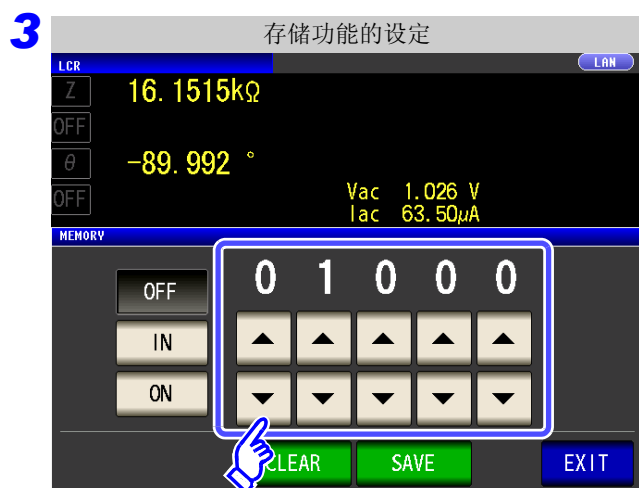 3
存储功能的设定
LCR
LAN
Z 16.1515kΩ
OFF
θ -89.992 °
OFF
Vac 1.026 V
Iac 63.50μA
MEMORY
OFF
0 1 0 0 0
IN
ON
CLEAR SAVE EXIT